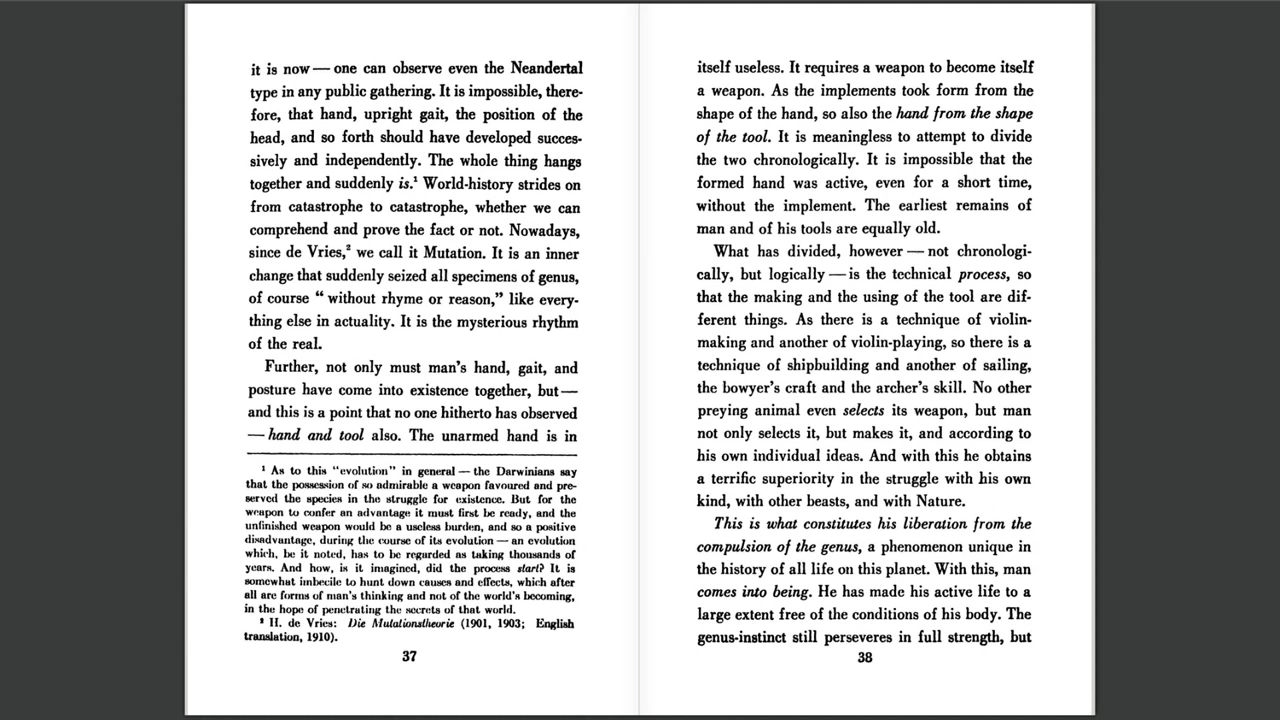 it is now — one can observe even the Neandertal
type in any public gathering. It is impossible, there-
fore, that hand, upright gait, the position of the
head, and so forth should have developed succes-
sively and independently. The whole thing hangs
together and suddenly is.¹ World-history strides on
from catastrophe to catastrophe, whether we can
comprehend and prove the fact or not. Nowadays,
since de Vries,² we call it Mutation. It is an inner
change that suddenly seized all specimens of genus,
of course “ without rhyme or reason,” like every-
thing else in actuality. It is the mysterious rhythm
of the real.
Further, not only must man’s hand, gait, and
posture have come into existence together, but —
and this is a point that no one hitherto has observed
— hand and tool also. The unarmed hand is in
¹ As to this “evolution” in general — the Darwinians say
that the possession of so admirable a weapon favoured and pre-
served the species in the struggle for existence. But for the
weapon to confer an advantage it must first be ready, and the
unfinished weapon would be a useless burden, and so a positive
disadvantage, during the course of its evolution — an evolution
which, be it noted, has to be regarded as taking thousands of
years. And how, is it imagined, did the process start? It is
somewhat imbecile to hunt down causes and effects, which after
all are forms of man’s thinking and not of the world’s becoming,
in the hope of penetrating the secrets of that world.
² H. de Vries: Die Mutationstheorie (1901, 1903; English
translation, 1910).
37
itself useless. It requires a weapon to become itself
a weapon. As the implements took form from the
shape of the hand, so also the hand from the shape
of the tool. It is meaningless to attempt to divide
the two chronologically. It is impossible that the
formed hand was active, even for a short time,
without the implement. The earliest remains of
man and of his tools are equally old.
What has divided, however — not chronologi-
cally, but logically — is the technical process, so
that the making and the using of the tool are dif-
ferent things. As there is a technique of violin-
making and another of violin-playing, so there is a
technique of shipbuilding and another of sailing,
the bowyer’s craft and the archer’s skill. No other
preying animal even selects its weapon, but man
not only selects it, but makes it, and according to
his own individual ideas. And with this he obtains
a terrific superiority in the struggle with his own
kind, with other beasts, and with Nature.
This is what constitutes his liberation from the
compulsion of the genus, a phenomenon unique in
the history of all life on this planet. With this, man
comes into being. He has made his active life to a
large extent free of the conditions of his body. The
genus-instinct still perseveres in full strength, but
38